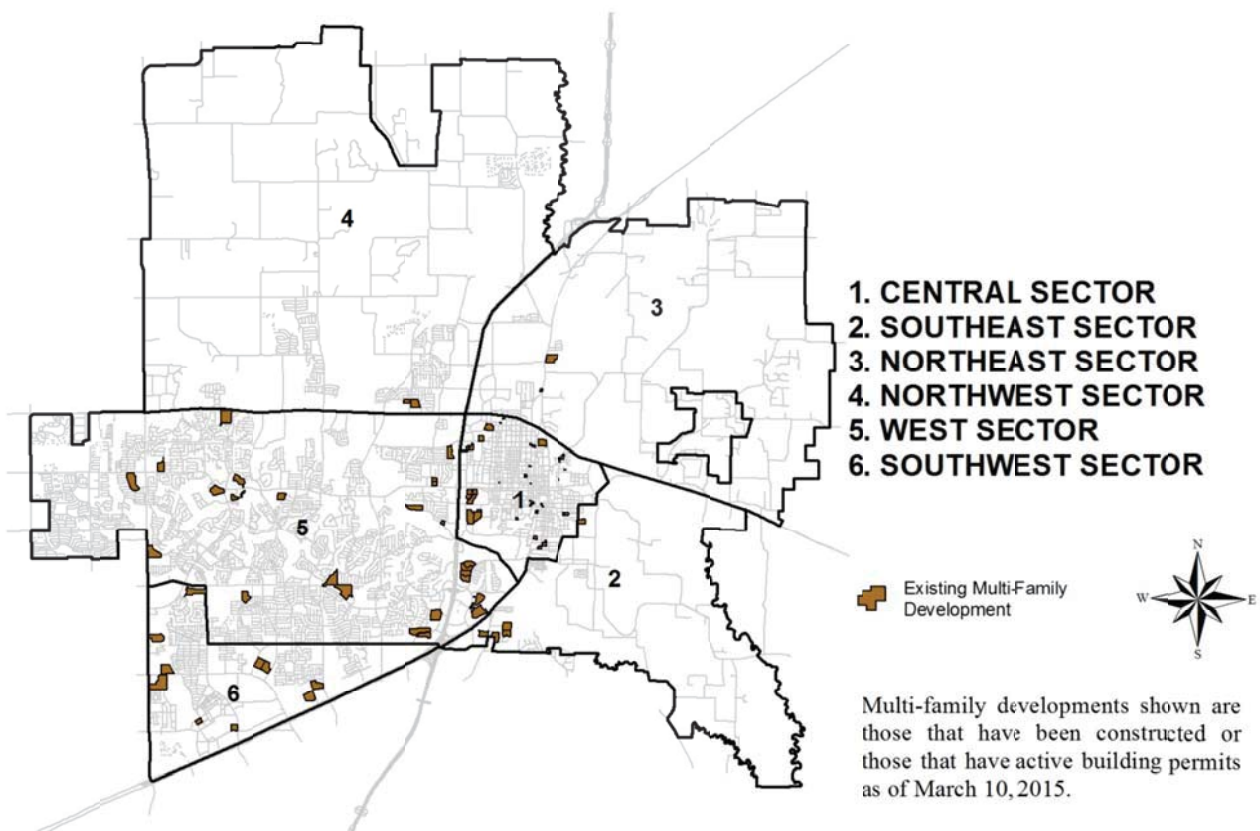 4
3
1
5
2
6
1. CENTRAL SECTOR
2. SOUTHEAST SECTOR
3. NORTHEAST SECTOR
4. NORTHWEST SECTOR
5. WEST SECTOR
6. SOUTHWEST SECTOR
Existing Multi-Family
Development
N
W
E
S
Multi-family developments shown are
those that have been constructed or
those that have active building permits
as of March 10, 2015.